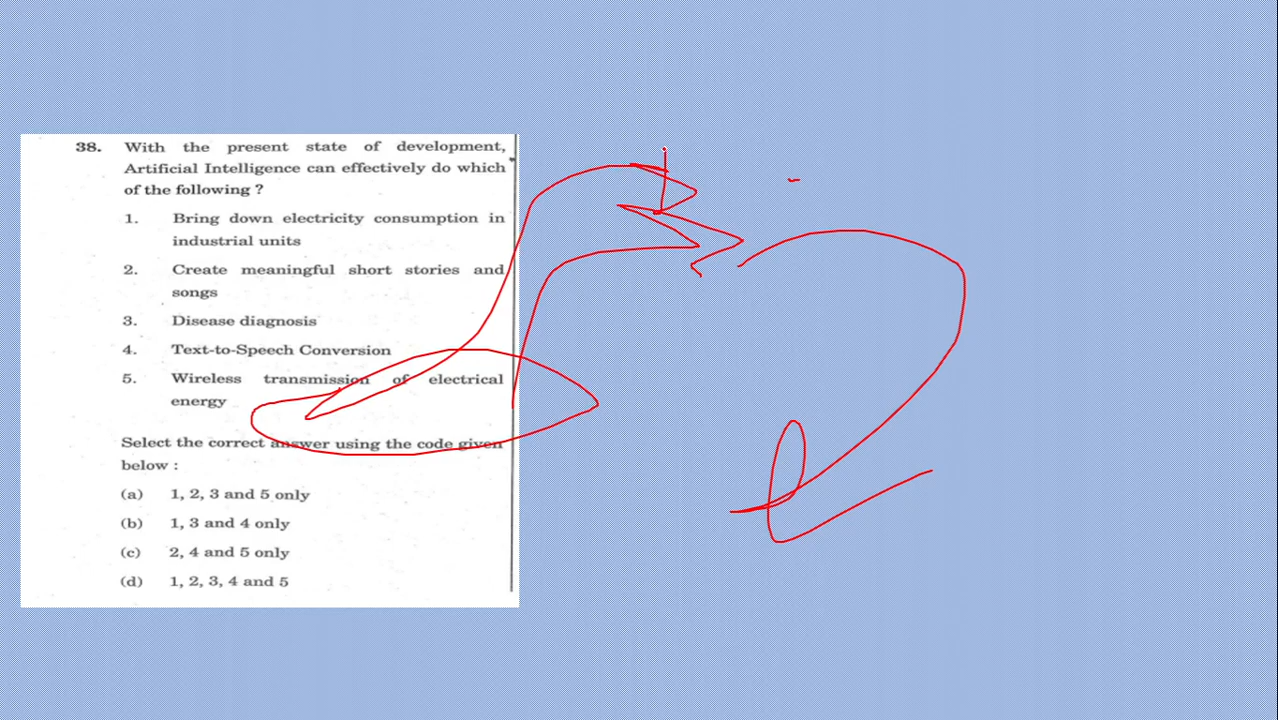 38. With the present state of development,
Artificial Intelligence can effectively do which
of the following ?
1. Bring down electricity consumption in
industrial units
2. Create meaningful short stories and
songs
3. Disease diagnosis
4. Text-to-Speech Conversion
5. Wireless transmission of electrical
energy
Select the correct answer using the code given
below :
(a) 1, 2, 3 and 5 only
(b) 1, 3 and 4 only
(c) 2, 4 and 5 only
(d) 1, 2, 3, 4 and 5